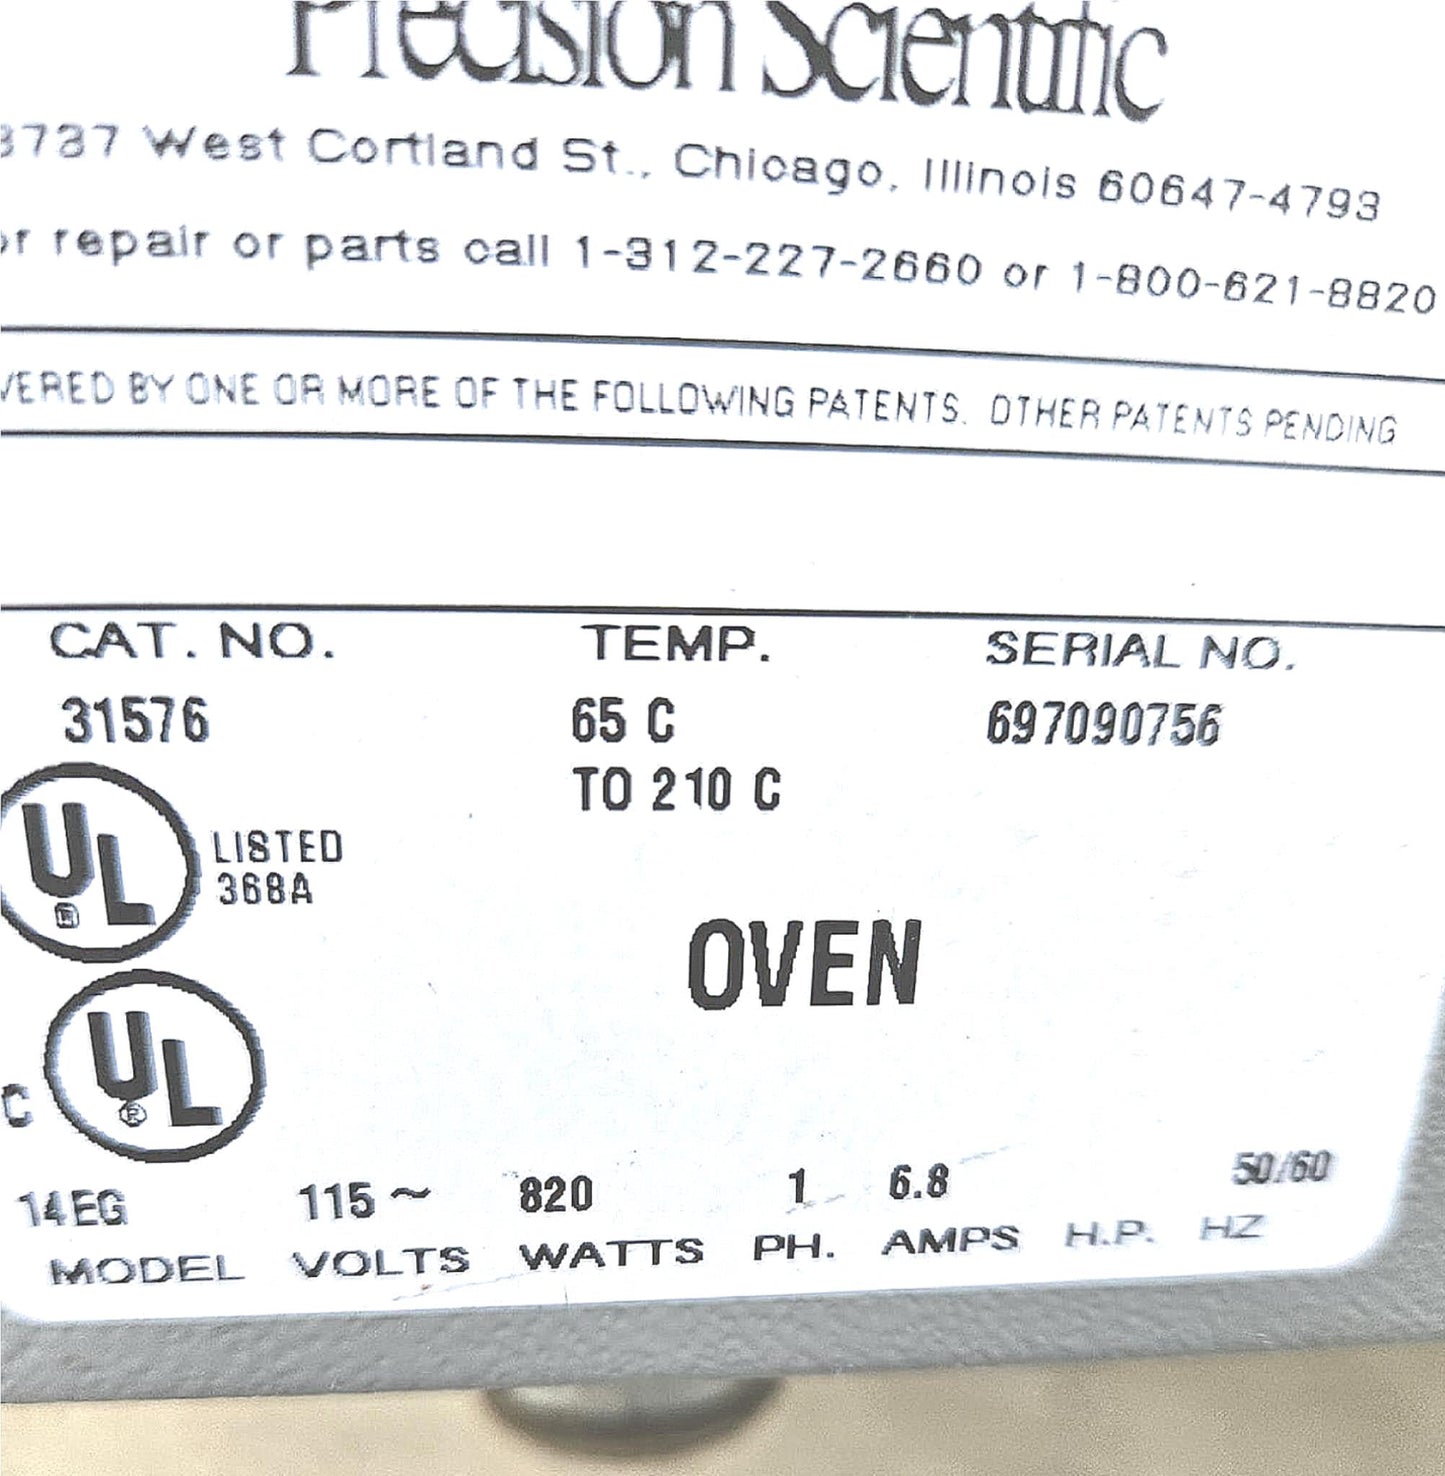 Precision Scientific
3737 West Cortland St., Chicago, Illinois 60647-4793
or repair or parts call 1-312-227-2660 or 1-800-621-8820
VERED BY ONE OR MORE OF THE FOLLOWING PATENTS. OTHER PATENTS PENDING
CAT. NO. TEMP. SERIAL NO.
31576 65 C 697090756
TO 210 C
UL ® LISTED
368A
OVEN
C UL ®
14EG 115~ 820 1 6.8 50/60
MODEL VOLTS WATTS PH. AMPS H.P. HZ